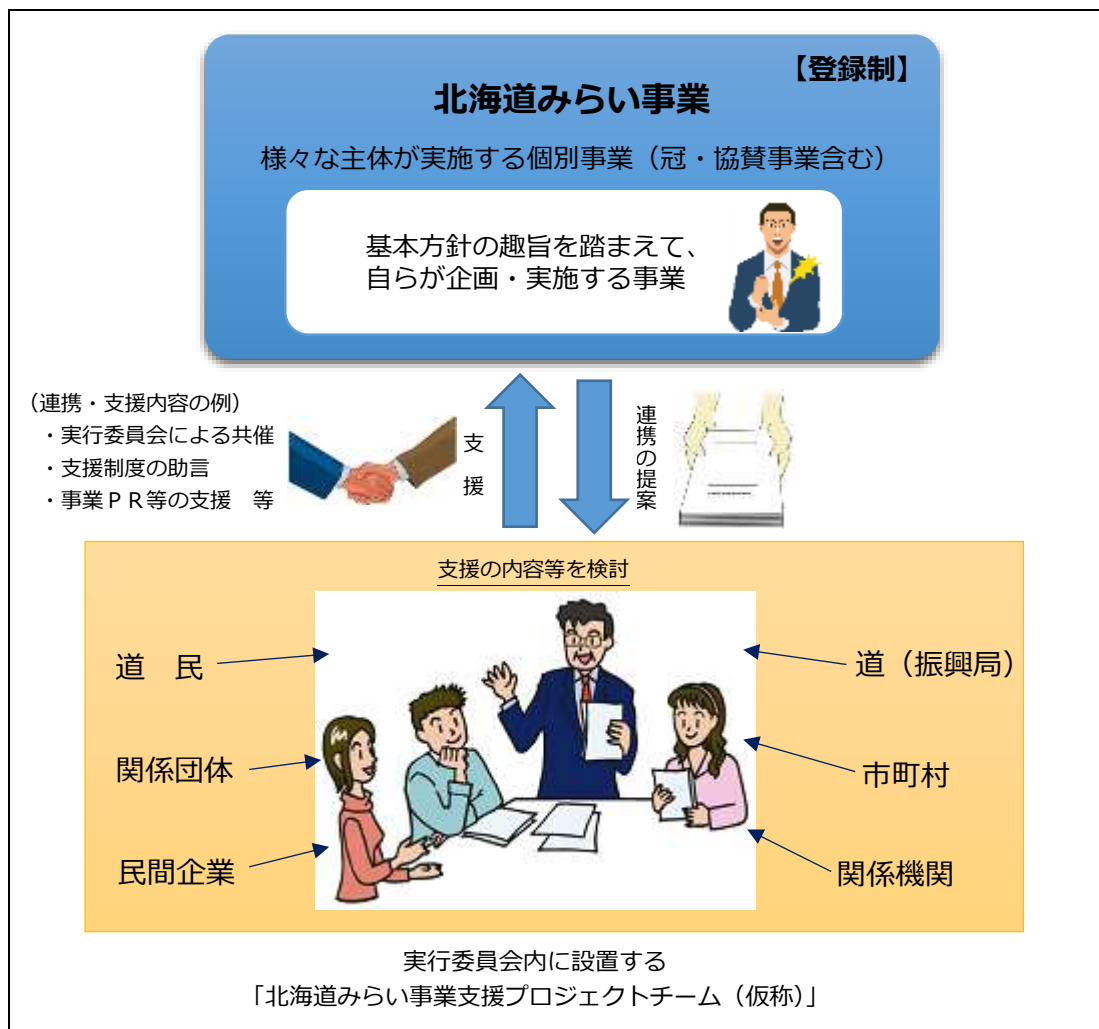 【登録制】
北海道みらい事業
様々な主体が実施する個別事業（冠・協賛事業含む）
基本方針の趣旨を踏まえて、
自らが企画・実施する事業
（連携・支援内容の例）
・実行委員会による共催
・支援制度の助言
・事業ＰＲ等の支援　等
支援
連携の提案
支援の内容等を検討
道　民
関係団体
民間企業
道（振興局）
市町村
関係機関
実行委員会内に設置する
「北海道みらい事業支援プロジェクトチーム（仮称）」